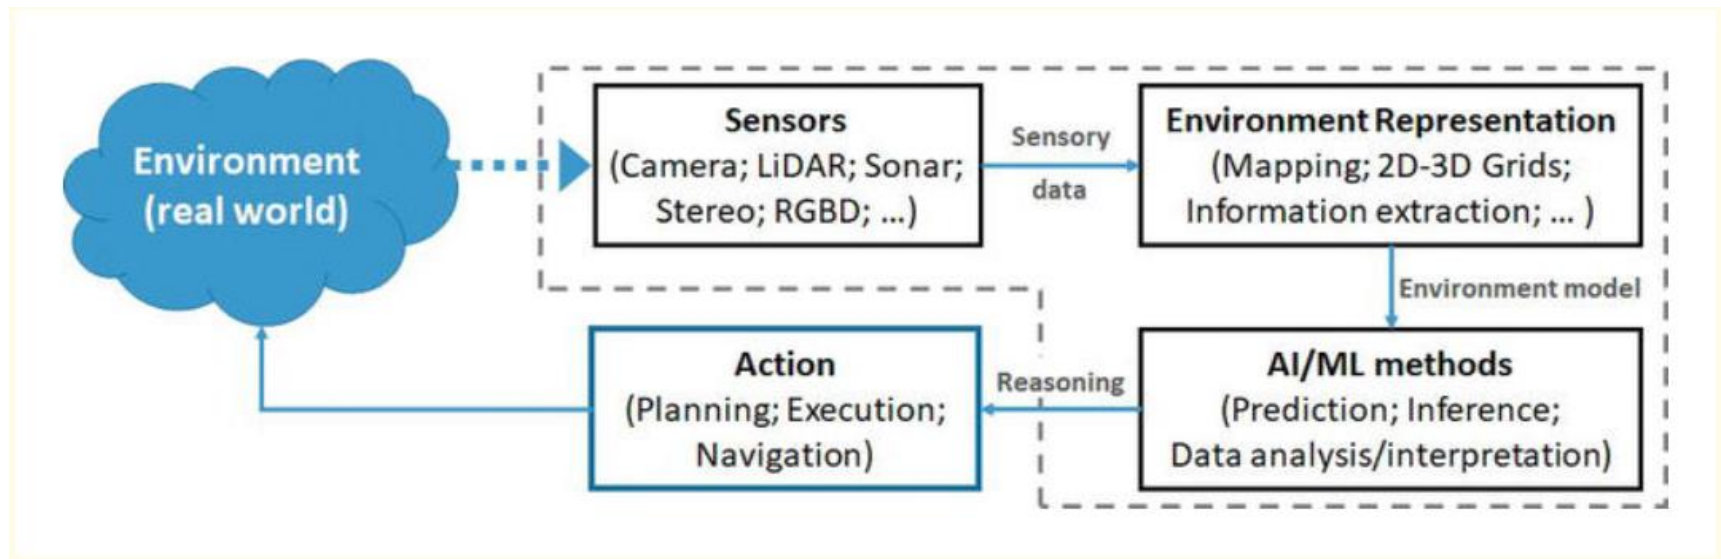 Environment
(real world)
Sensors
(Camera; LiDAR; Sonar;
Stereo; RGBD; ...)
Sensory
data
Environment Representation
(Mapping; 2D-3D Grids;
Information extraction; ... )
Environment model
AI/ML methods
(Prediction; Inference;
Data analysis/interpretation)
Reasoning
Action
(Planning; Execution;
Navigation)